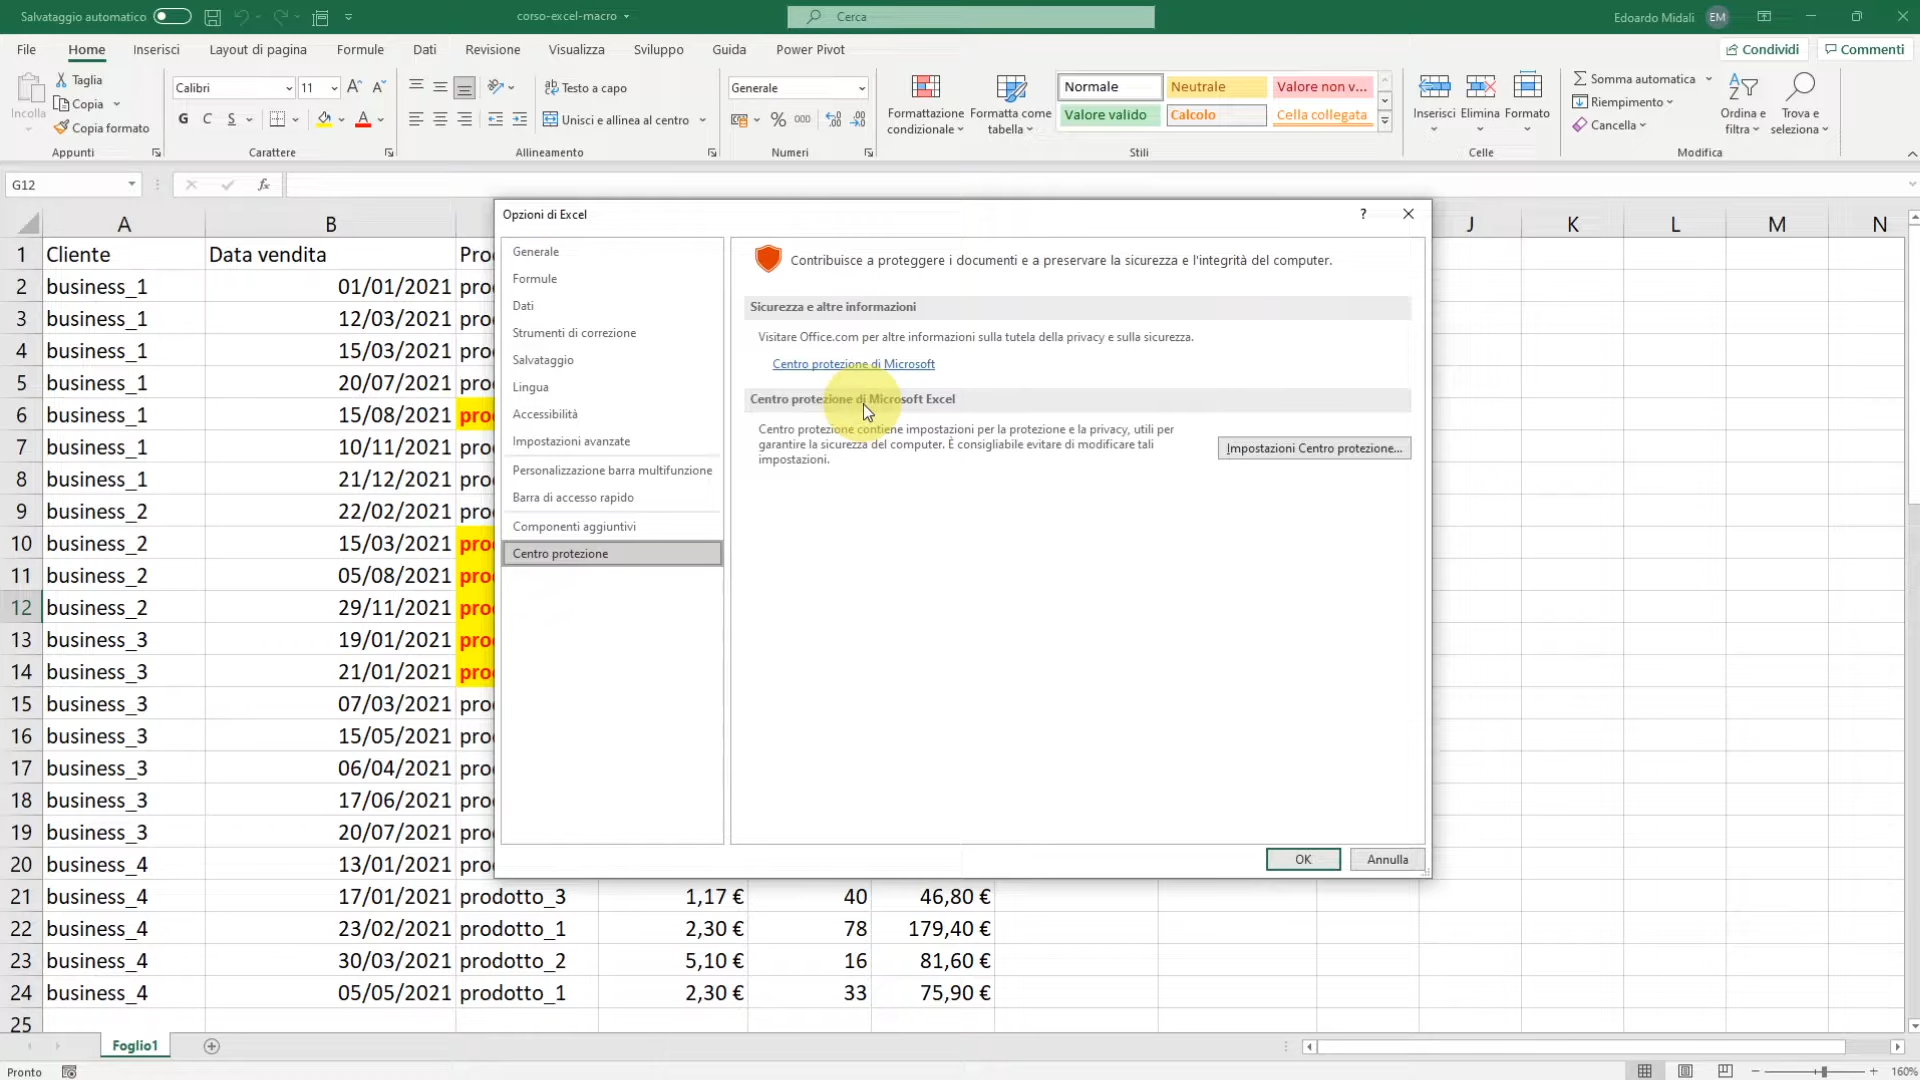 Salvataggio automatico
corso-excel-macro
Cerca
Edoardo Midali EM
File Home Inserisci Layout di pagina Formule Dati Revisione Visualizza Sviluppo Guida Power Pivot
Condividi Commenti
Incolla
Taglia
Copia
Copia formato
Appunti
Calibri 11
G C S
Carattere
Testo a capo
Unisci e allinea al centro
Allineamento
Generale
% 000
Numeri
Formattazione condizionale
Formatta come tabella
Normale Neutrale Valore non v...
Valore valido Calcolo Cella collegata
Stili
Inserisci Elimina Formato
Celle
Somma automatica
Riempimento
Cancella
Ordina e filtra
Trova e seleziona
Modifica
G12
fx
A B J K L M N
1 Cliente Data vendita Pro
2 business_1 01/01/2021 pro
3 business_1 12/03/2021 pro
4 business_1 15/03/2021 pro
5 business_1 20/07/2021 pro
6 business_1 15/08/2021 pro
7 business_1 10/11/2021 pro
8 business_1 21/12/2021 pro
9 business_2 22/02/2021 pro
10 business_2 15/03/2021 pro
11 business_2 05/08/2021 pro
12 business_2 29/11/2021 pro
13 business_3 19/01/2021 pro
14 business_3 21/01/2021 pro
15 business_3 07/03/2021 pro
16 business_3 15/05/2021 pro
17 business_3 06/04/2021 pro
18 business_3 17/06/2021 pro
19 business_3 20/07/2021 pro
20 business_4 13/01/2021 pro
21 business_4 17/01/2021 prodotto_3 1,17 € 40 46,80 €
22 business_4 23/02/2021 prodotto_1 2,30 € 78 179,40 €
23 business_4 30/03/2021 prodotto_2 5,10 € 16 81,60 €
24 business_4 05/05/2021 prodotto_1 2,30 € 33 75,90 €
25
Opzioni di Excel
?
Generale
Formule
Dati
Strumenti di correzione
Salvataggio
Lingua
Accessibilità
Impostazioni avanzate
Personalizzazione barra multifunzione
Barra di accesso rapido
Componenti aggiuntivi
Centro protezione
Contribuisce a proteggere i documenti e a preservare la sicurezza e l'integrità del computer.
Sicurezza e altre informazioni
Visitare Office.com per altre informazioni sulla tutela della privacy e sulla sicurezza.
Centro protezione di Microsoft
Centro protezione di Microsoft Excel
Centro protezione contiene impostazioni per la protezione e la privacy, utili per
garantire la sicurezza del computer. È consigliabile evitare di modificare tali
impostazioni.
Impostazioni Centro protezione...
OK Annulla
Foglio1
Pronto
160%